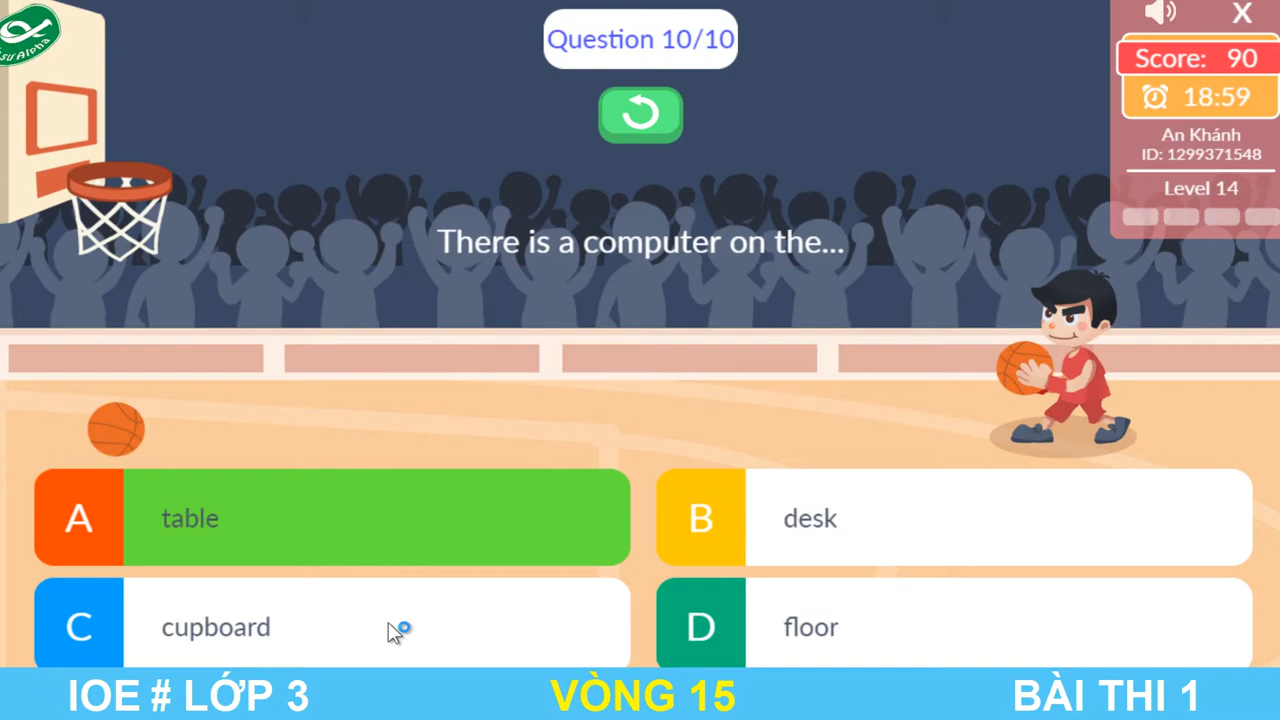 Question 10/10
X
Score: 90
18:59
An Khánh
ID: 1299371548
Level 14
There is a computer on the...
A table
B desk
C cupboard
D floor
IOE # LỚP 3
VÒNG 15
BÀI THI 1